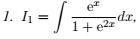 1. I₁ = ∫ eˣ / (1 + e²ˣ) dx,